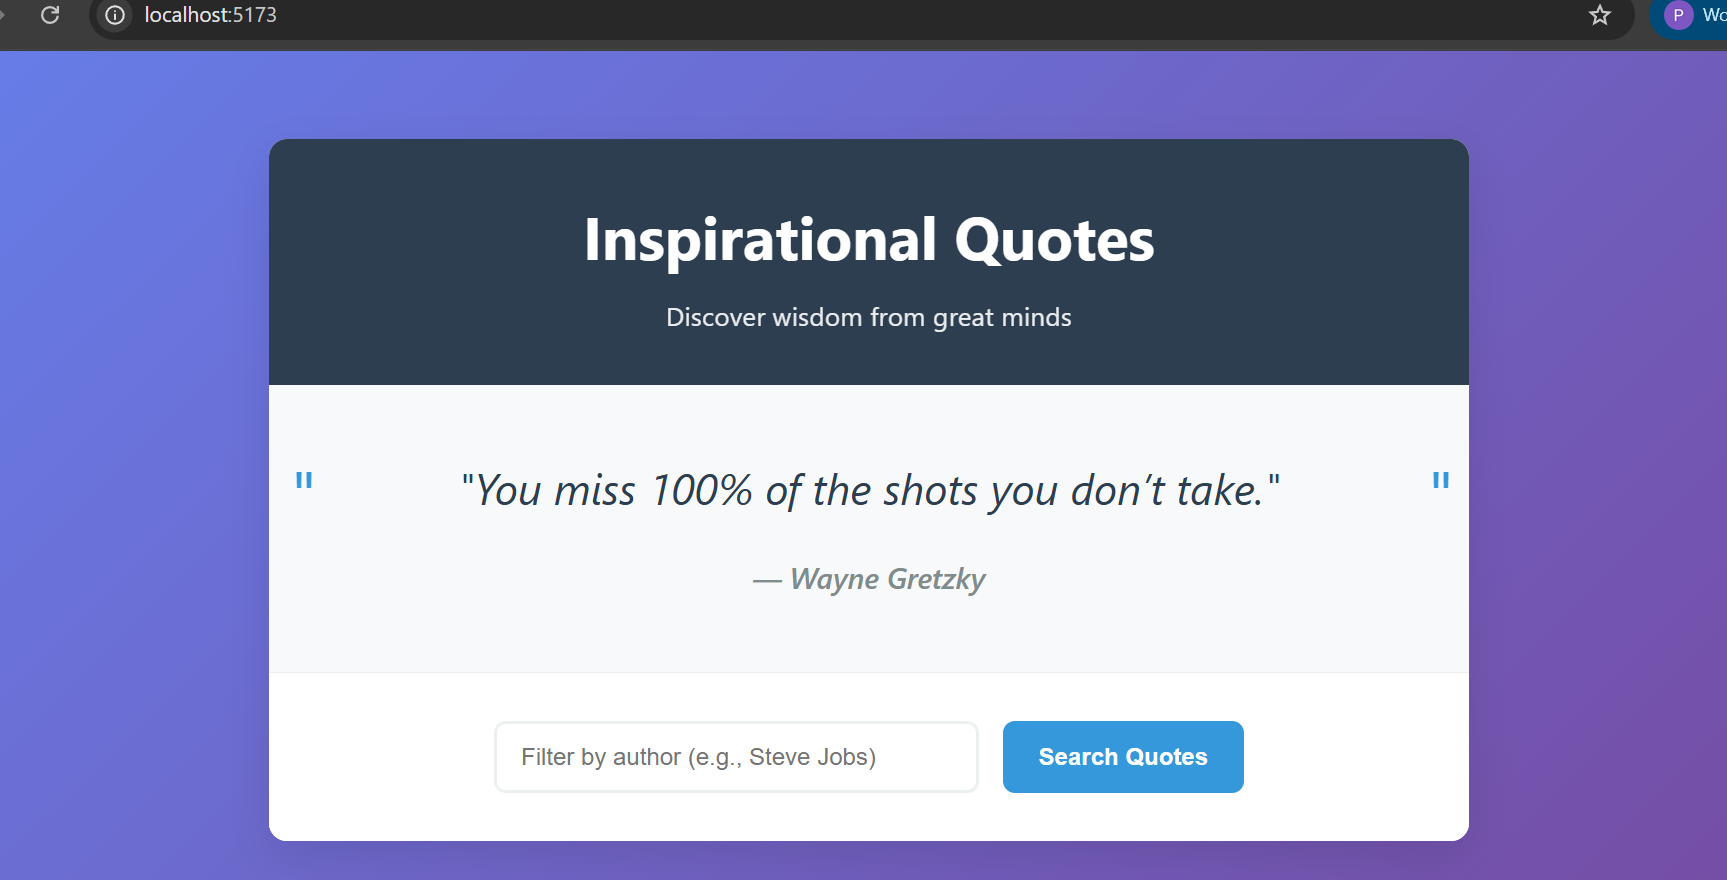 localhost:5173
P
Inspirational Quotes
Discover wisdom from great minds
" "You miss 100% of the shots you don’t take." "
— Wayne Gretzky
Filter by author (e.g., Steve Jobs)
Search Quotes